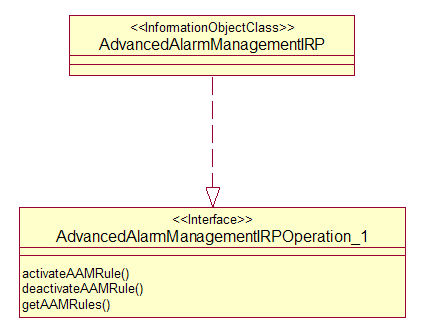 <<InformationObjectClass>>
AdvancedAlarmManagementIRP
<<Interface>>
AdvancedAlarmManagementIRPOperation_1
activateAAMRule()
deactivateAAMRule()
getAAMRules()